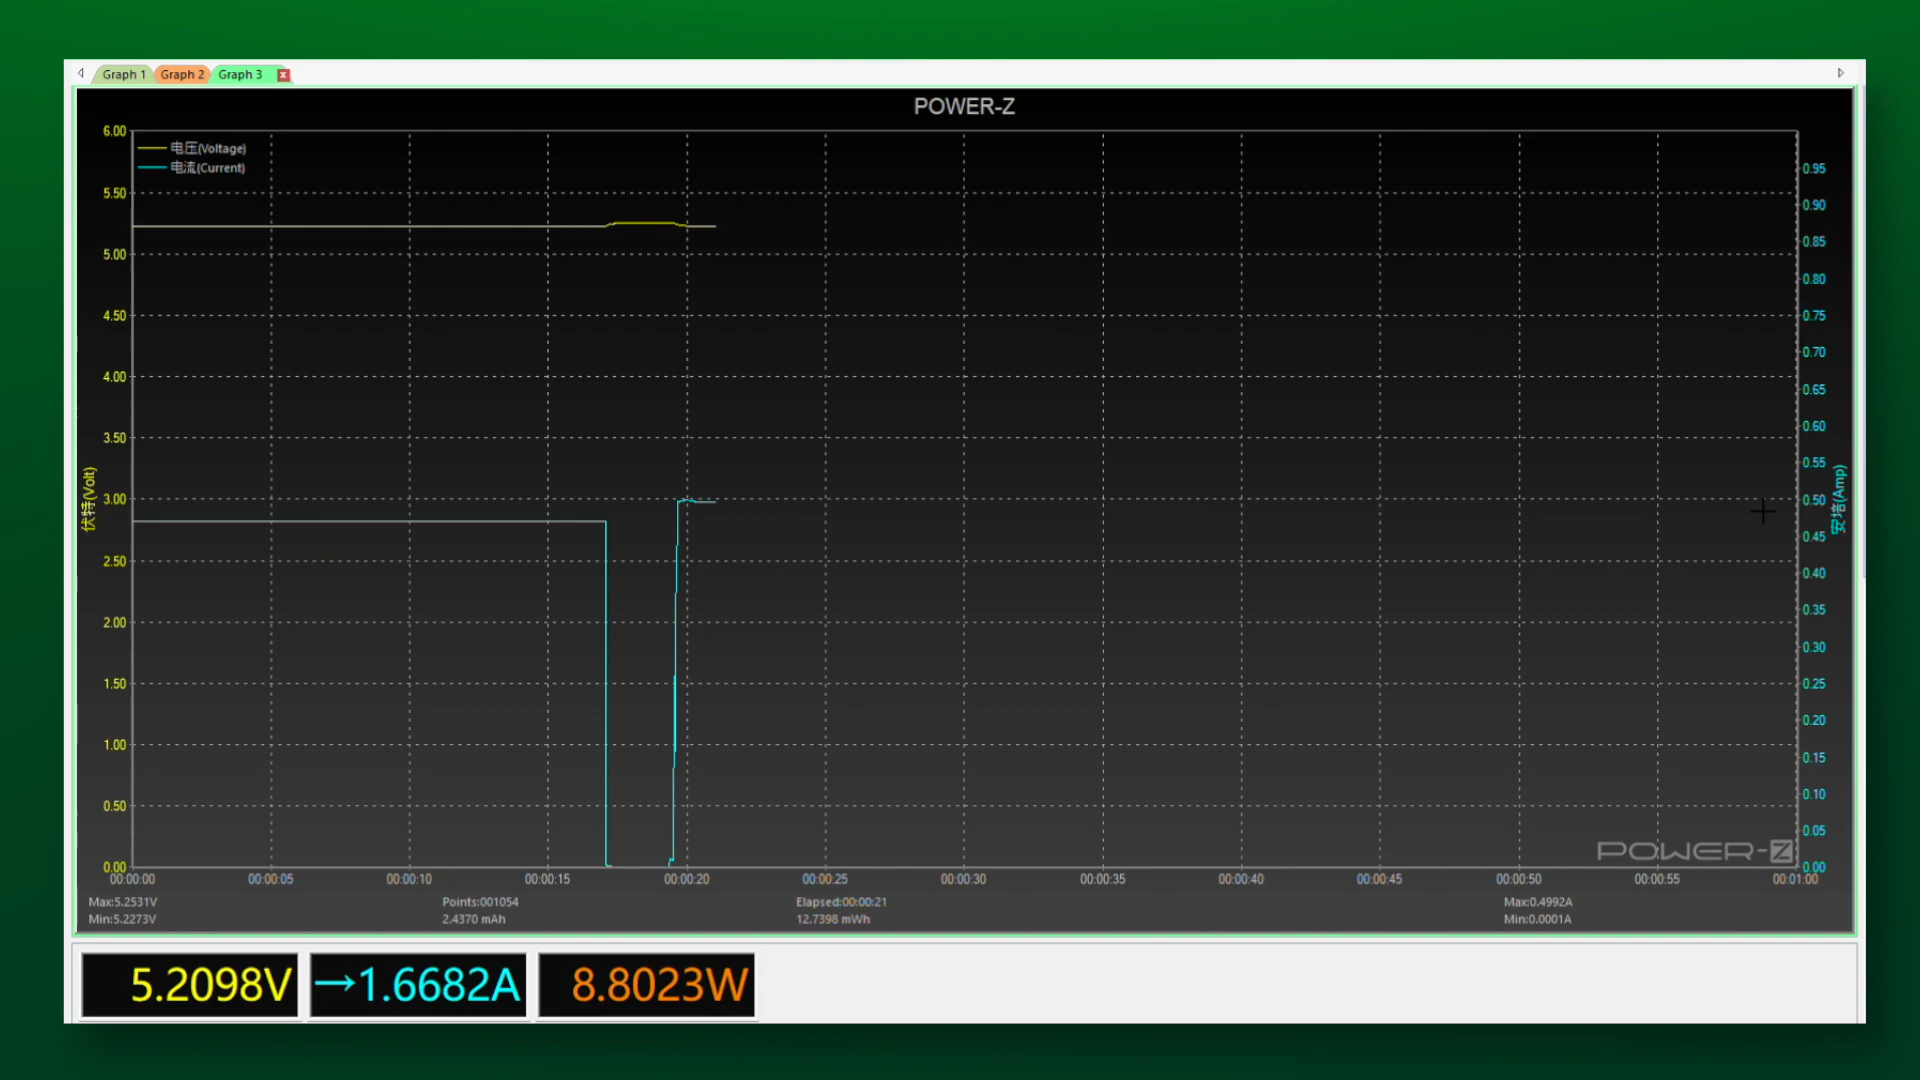 Graph 1
Graph 2
Graph 3
POWER-Z
电压(Voltage)
电流(Current)
6.00
5.50
5.00
4.50
4.00
3.50
3.00
2.50
2.00
1.50
1.00
0.50
0.00
伏特(Volt)
0.95
0.90
0.85
0.80
0.75
0.70
0.65
0.60
0.55
0.50
0.45
0.40
0.35
0.30
0.25
0.20
0.15
0.10
0.05
0.00
安培(Amp)
POWER-Z
00:00:00
00:00:05
00:00:10
00:00:15
00:00:20
00:00:25
00:00:30
00:00:35
00:00:40
00:00:45
00:00:50
00:00:55
00:01:00
Max:5.2531V
Points:001054
Elapsed:00:00:21
Max:0.4992A
Min:5.2273V
2.4370 mAh
12.7398 mWh
Min:0.0001A
5.2098V
→1.6682A
8.8023W